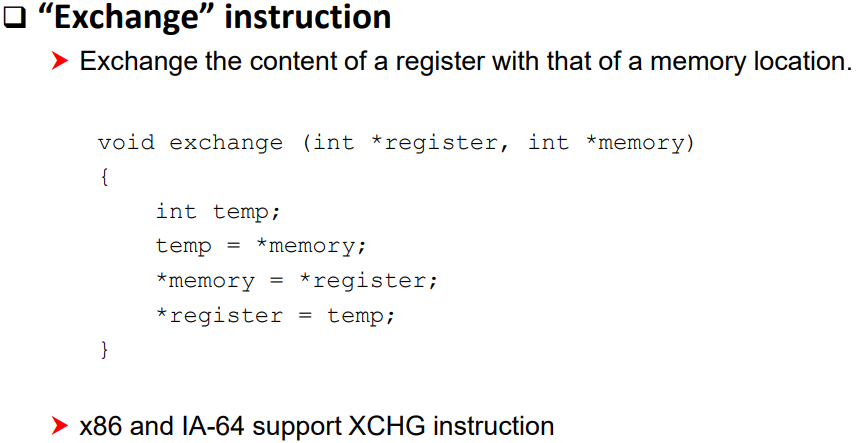 “Exchange” instruction
Exchange the content of a register with that of a memory location.
void exchange (int *register, int *memory)
{
int temp;
temp = *memory;
*memory = *register;
*register = temp;
}
x86 and IA-64 support XCHG instruction